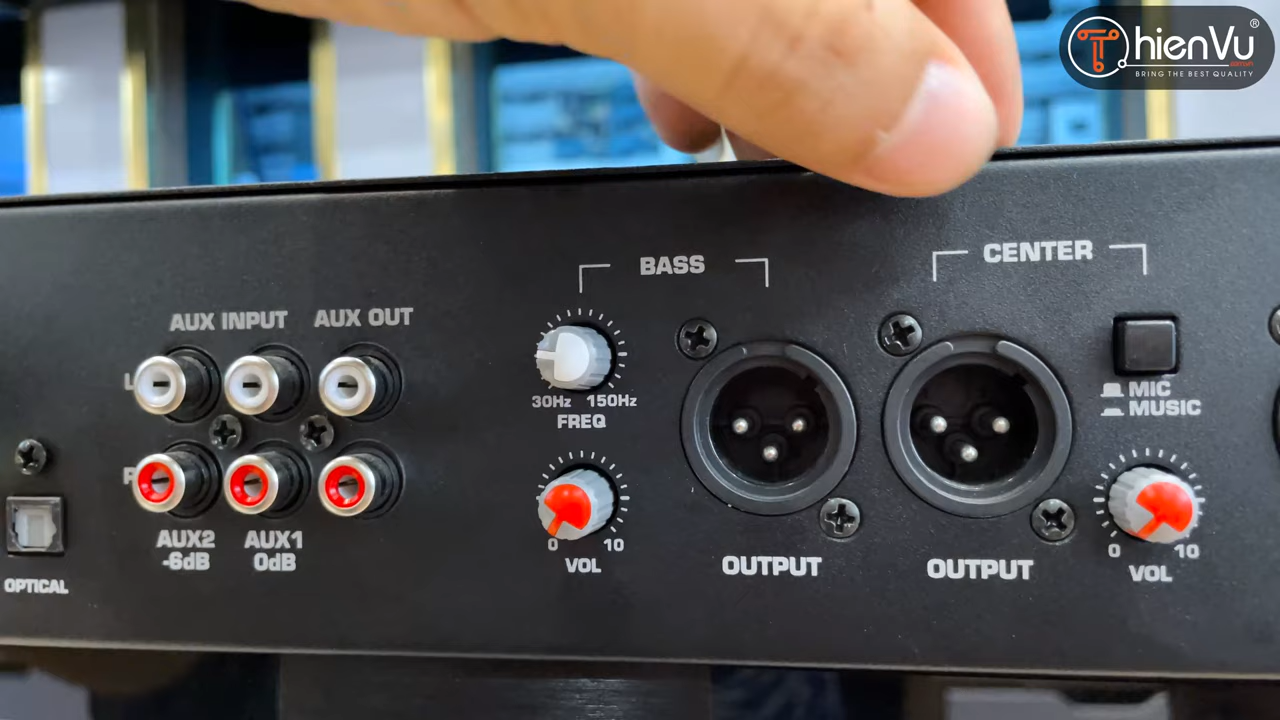 ThienVu®
BRING THE BEST QUALITY
BASS
CENTER
AUX INPUT
AUX OUT
L
MIC
MUSIC
30Hz
150Hz
FREQ
R
AUX2
-6dB
AUX1
0dB
0
10
VOL
OUTPUT
OUTPUT
0
10
VOL
OPTICAL